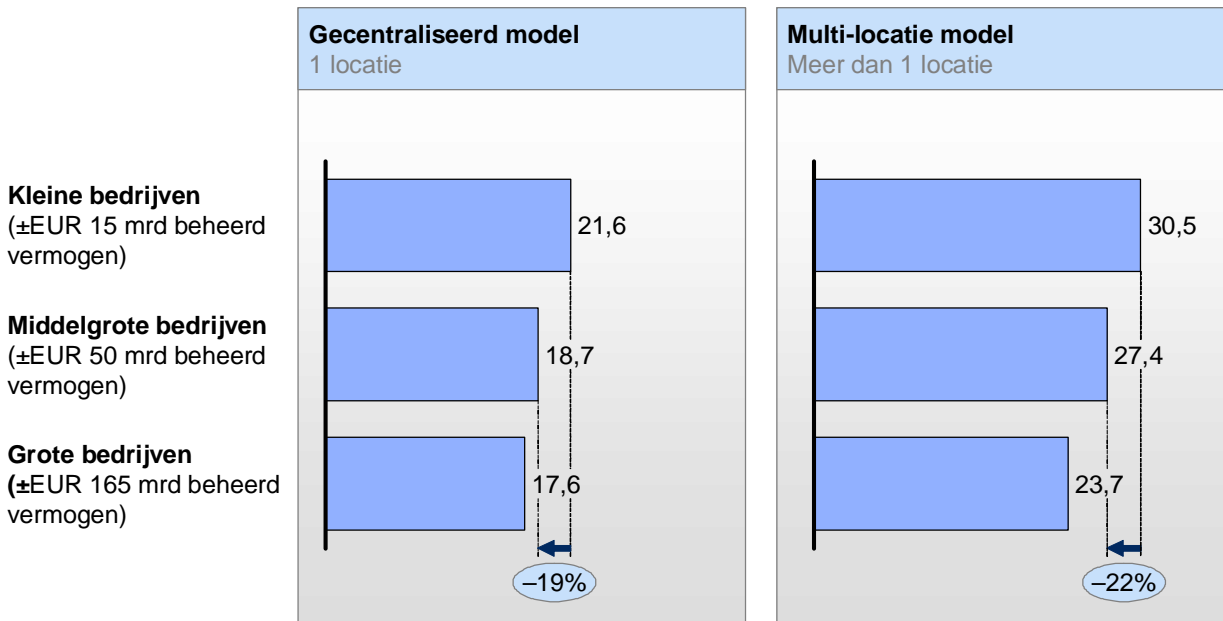 Gecentraliseerd model
1 locatie
Multi-locatie model
Meer dan 1 locatie
Kleine bedrijven
(±EUR 15 mrd beheerd
vermogen)
21,6
30,5
Middelgrote bedrijven
(±EUR 50 mrd beheerd
vermogen)
18,7
27,4
Grote bedrijven
(±EUR 165 mrd beheerd
vermogen)
17,6
23,7
–19%
–22%